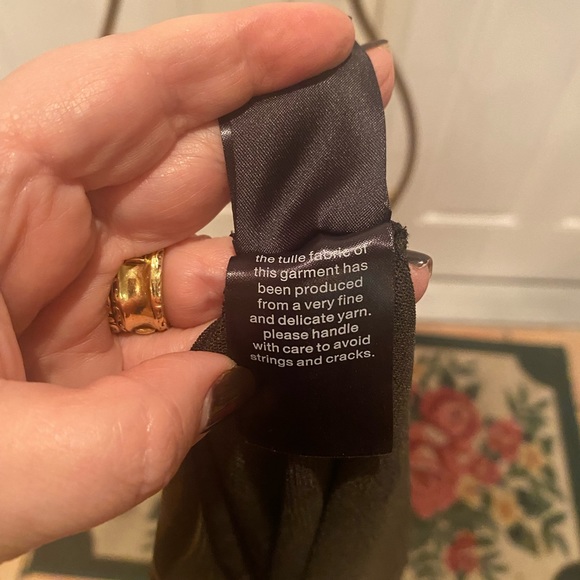 the tulle fabric of
this garment has
been produced
from a very fine
and delicate yarn.
please handle
with care to avoid
strings and cracks.